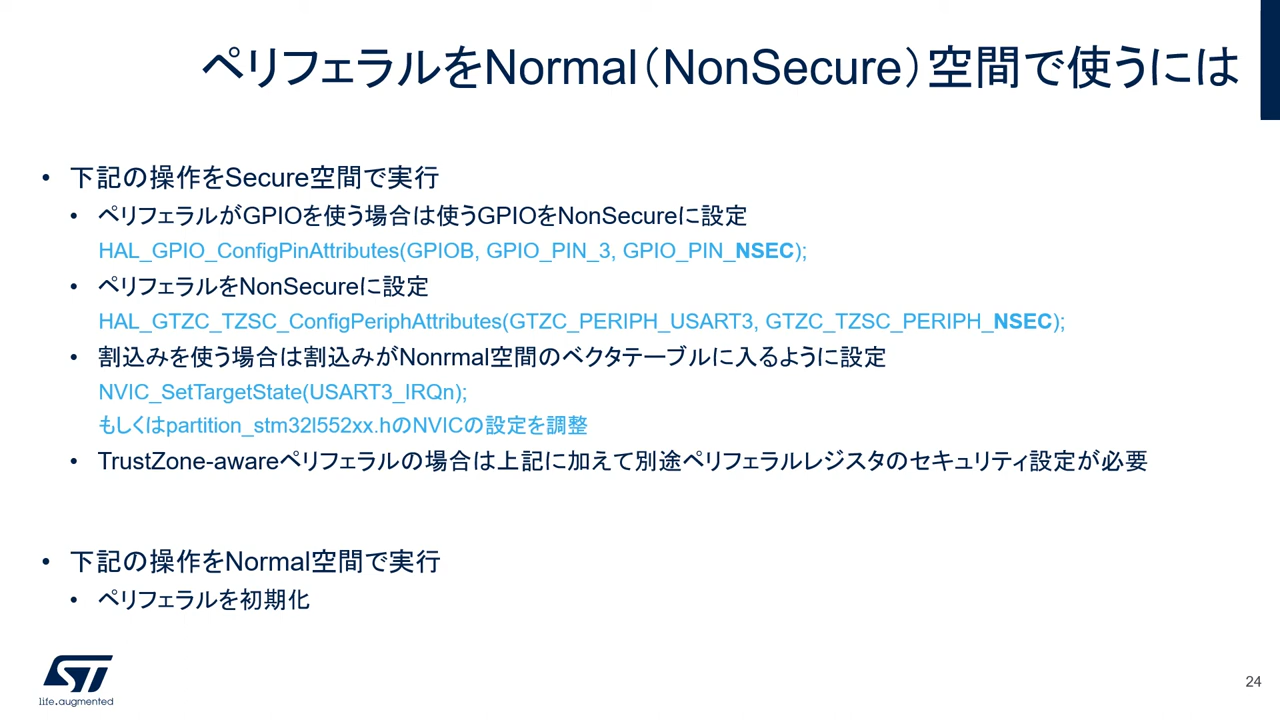 ペリフェラルをNormal（NonSecure）空間で使うには
• 下記の操作をSecure空間で実行
• ペリフェラルがGPIOを使う場合は使うGPIOをNonSecureに設定
HAL_GPIO_ConfigPinAttributes(GPIOB, GPIO_PIN_3, GPIO_PIN_NSEC);
• ペリフェラルをNonSecureに設定
HAL_GTZC_TZSC_ConfigPeriphAttributes(GTZC_PERIPH_USART3, GTZC_TZSC_PERIPH_NSEC);
• 割込みを使う場合は割込みがNonrmal空間のベクタテーブルに入るように設定
NVIC_SetTargetState(USART3_IRQn);
もしくはpartition_stm32l552xx.hのNVICの設定を調整
• TrustZone-awareペリフェラルの場合は上記に加えて別途ペリフェラルレジスタのセキュリティ設定が必要
• 下記の操作をNormal空間で実行
• ペリフェラルを初期化
ST
life.augmented
24